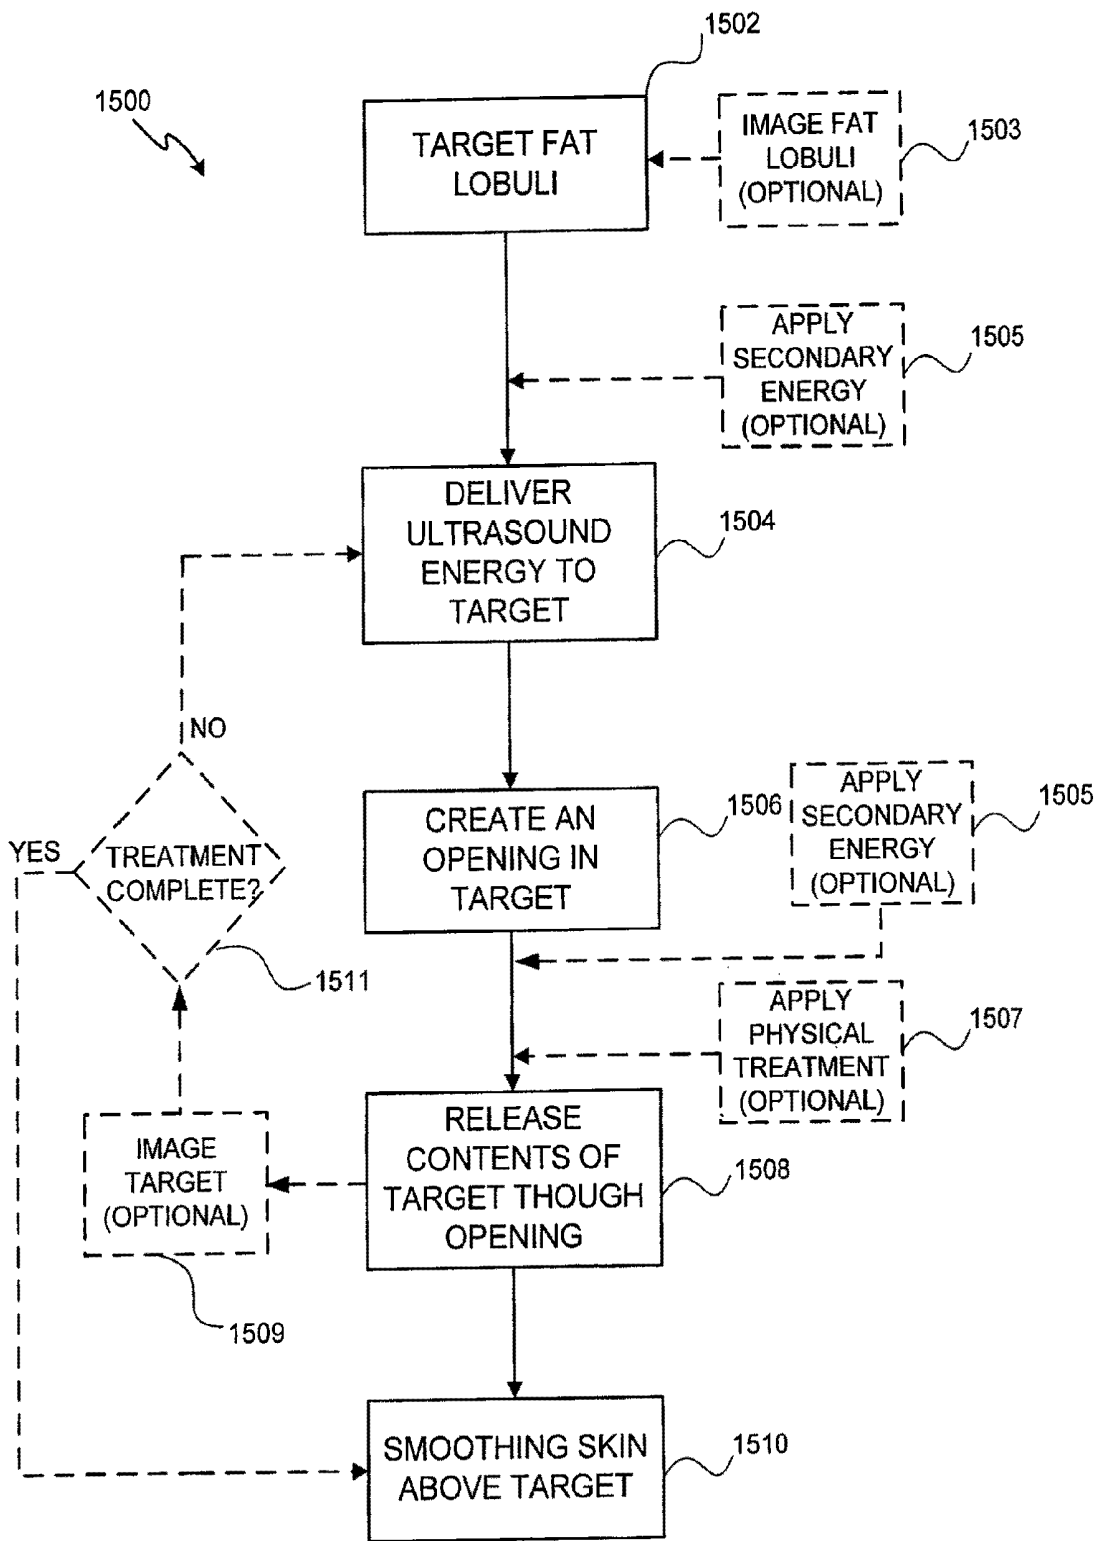 1502
1500
TARGET FAT
LOBULI
IMAGE FAT
LOBULI
(OPTIONAL)
1503
APPLY
SECONDARY
ENERGY
(OPTIONAL)
1505
DELIVER
ULTRASOUND
ENERGY TO
TARGET
1504
NO
YES
TREATMENT
COMPLETE?
1511
CREATE AN
OPENING IN
TARGET
1506
APPLY
SECONDARY
ENERGY
(OPTIONAL)
1505
APPLY
PHYSICAL
TREATMENT
(OPTIONAL)
1507
RELEASE
CONTENTS OF
TARGET THOUGH
OPENING
1508
IMAGE
TARGET
(OPTIONAL)
1509
SMOOTHING SKIN
ABOVE TARGET
1510